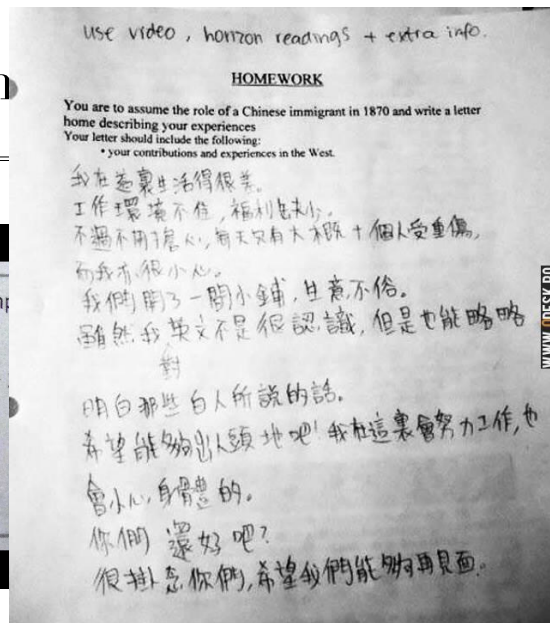 use video, horizon readings + extra info.
HOMEWORK
You are to assume the role of a Chinese immigrant in 1870 and write a letter
home describing your experiences
Your letter should include the following:
• your contributions and experiences in the West.
我在這裏生活得很差。
工作環境不佳,福利也少。
不過不用擔心,每天只有大概十個人受重傷,
而我亦很小心。
我們開了一間小鋪,生意不俗。
雖然我英文不是很認識,但是也能略略
對
明白那些白人所說的話。
希望能夠出人頭地吧!我在這裏會努力工作,也
會小心身體的。
你們還好吧?
很掛念你們,希望我們能夠再見面。